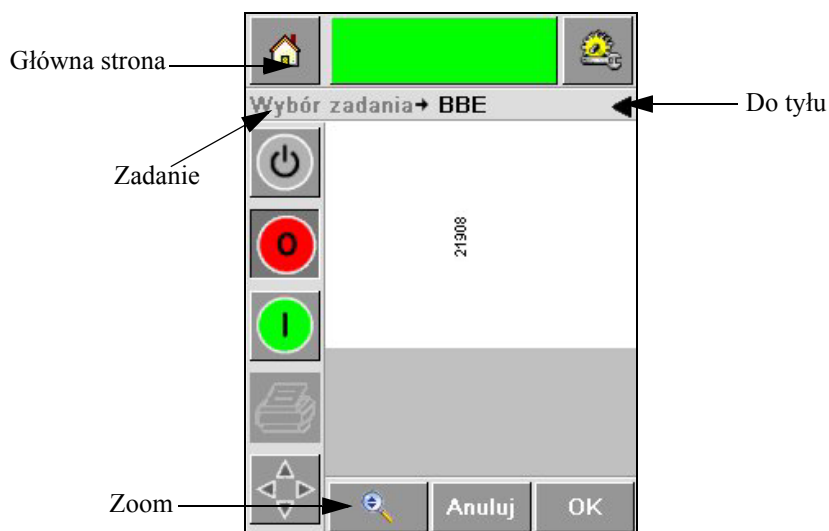 Główna strona
Wybór zadania→ BBE
Do tyłu
Zadanie
O
21908
I
Zoom
Anuluj
OK